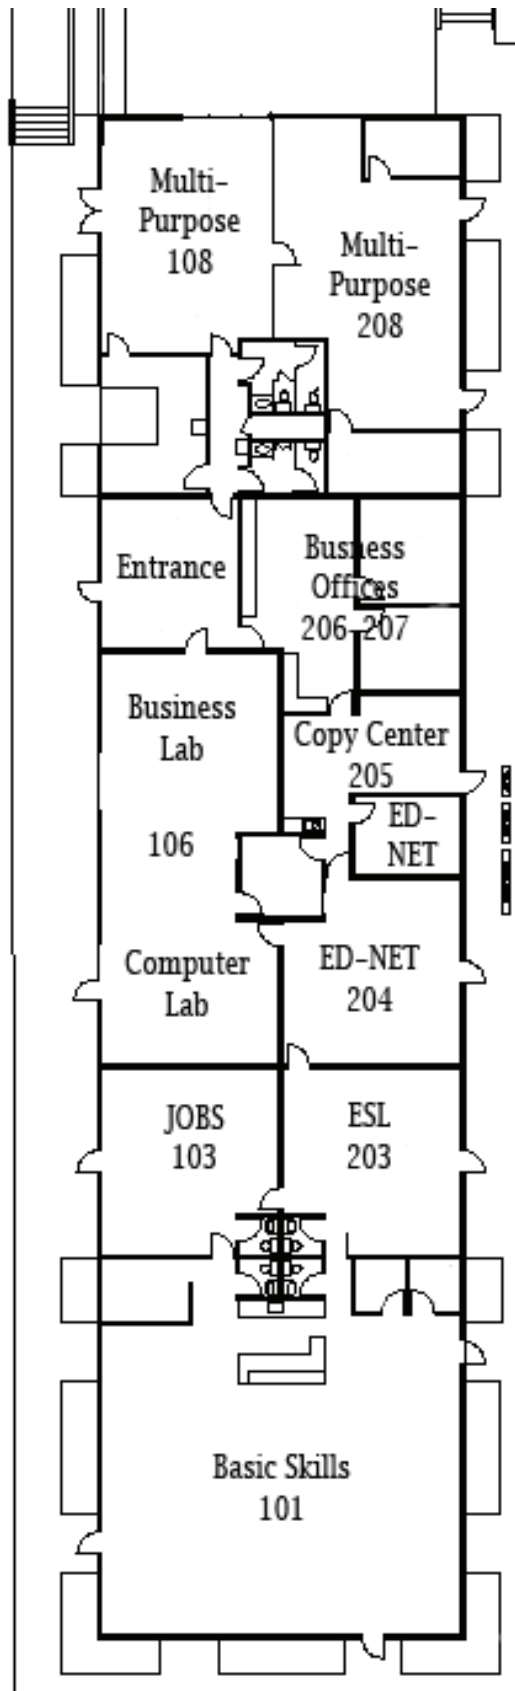 Multi-
Purpose
108
Multi-
Purpose
208
Entrance
Busness
Offices
206 207
Business
Lab
Copy Center
205
106
ED-
NET
Computer
Lab
ED-NET
204
JOBS
103
ESL
203
Basic Skills
101